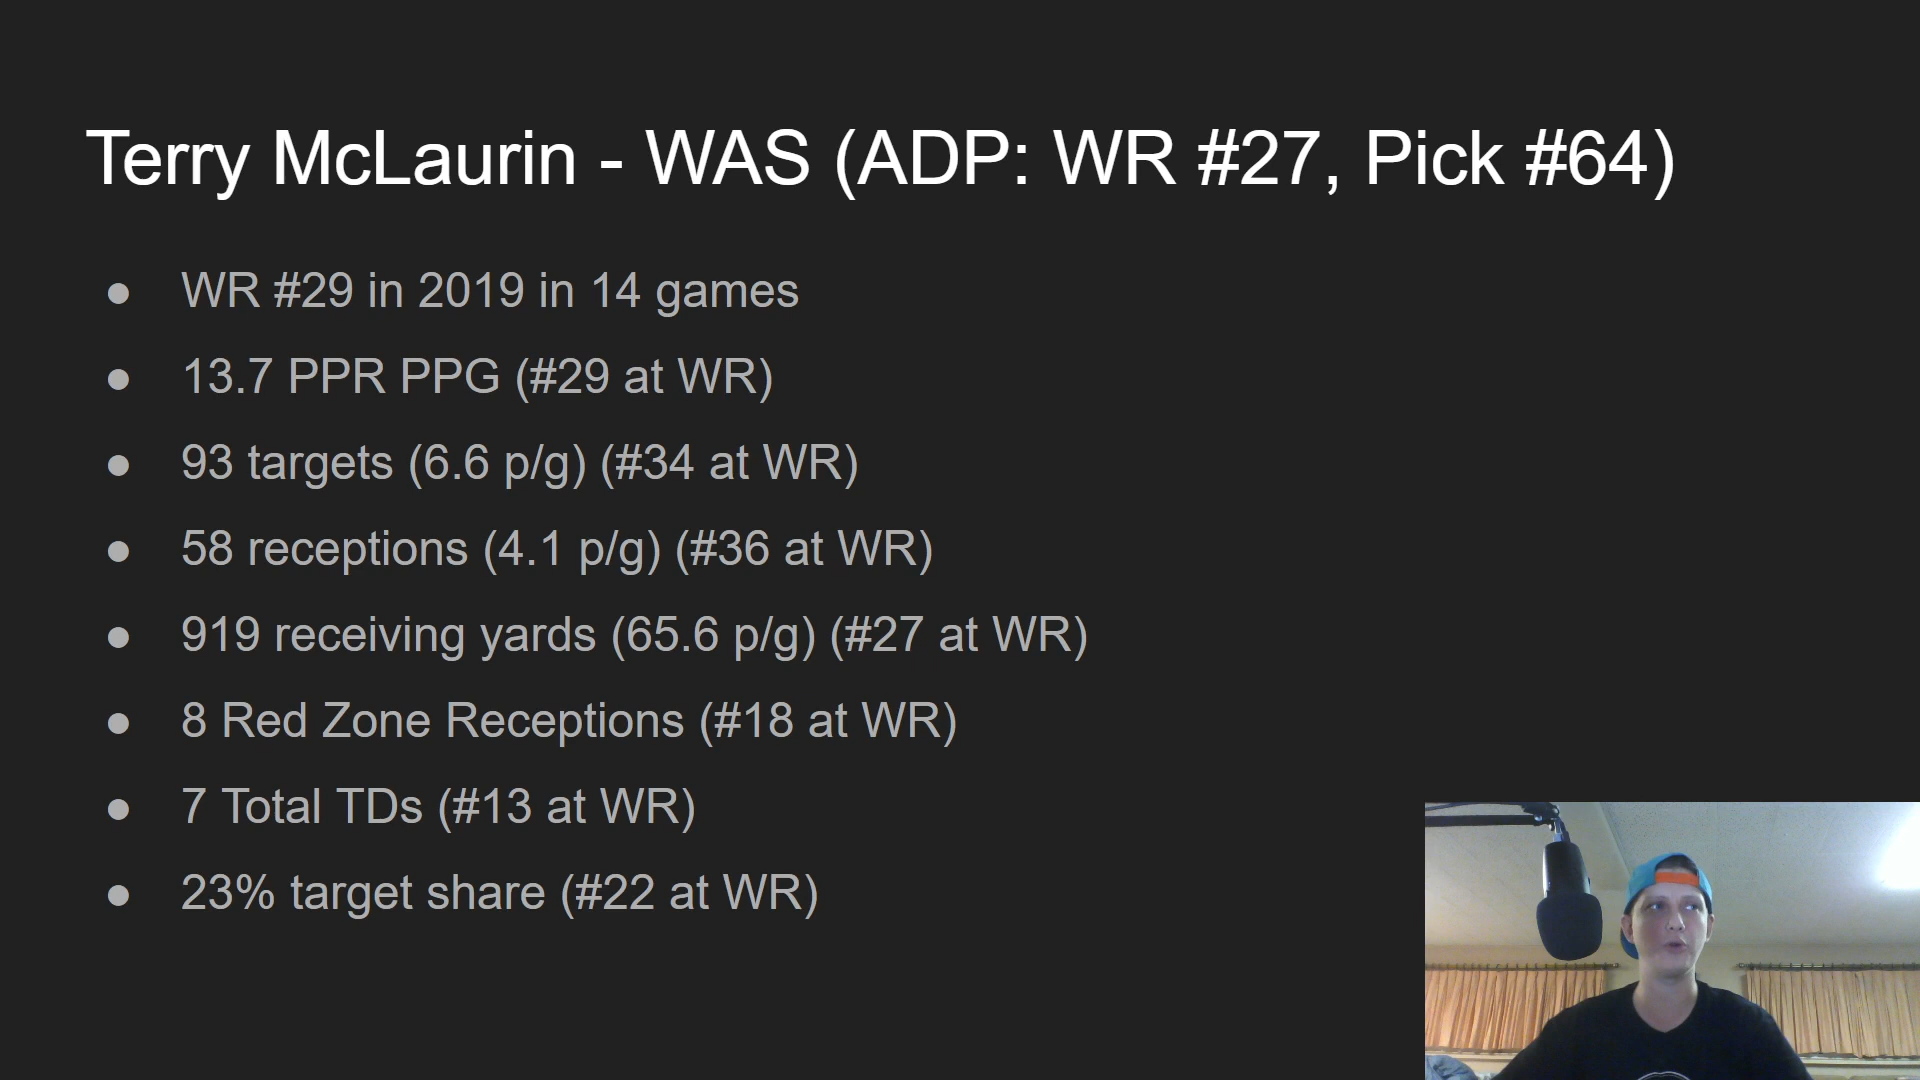 Terry McLaurin - WAS (ADP: WR #27, Pick #64)
● WR #29 in 2019 in 14 games
● 13.7 PPR PPG (#29 at WR)
● 93 targets (6.6 p/g) (#34 at WR)
● 58 receptions (4.1 p/g) (#36 at WR)
● 919 receiving yards (65.6 p/g) (#27 at WR)
● 8 Red Zone Receptions (#18 at WR)
● 7 Total TDs (#13 at WR)
● 23% target share (#22 at WR)